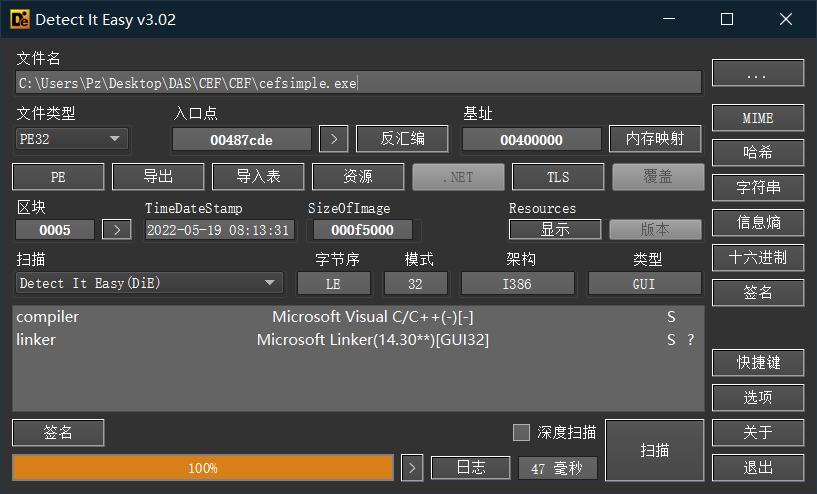 Detect It Easy v3.02
文件名
C:\Users\Pz\Desktop\DAS\CEF\CEF\cefsimple.exe
...
文件类型 入口点 基址
PE32 00487cde > 反汇编 00400000 内存映射 MIME
PE 导出 导入表 资源 .NET TLS 覆盖 哈希
区块 TimeDateStamp SizeOfImage Resources 字符串
0005 > 2022-05-19 08:13:31 000f5000 显示 版本 信息熵
扫描 字节序 模式 架构 类型 十六进制
Detect It Easy(DiE) LE 32 I386 GUI 签名
compiler Microsoft Visual C/C++(-)[-] S
linker Microsoft Linker(14.30**)[GUI32] S ?
快捷键
选项
签名 深度扫描 扫描 关于
100% > 日志 47 毫秒 退出